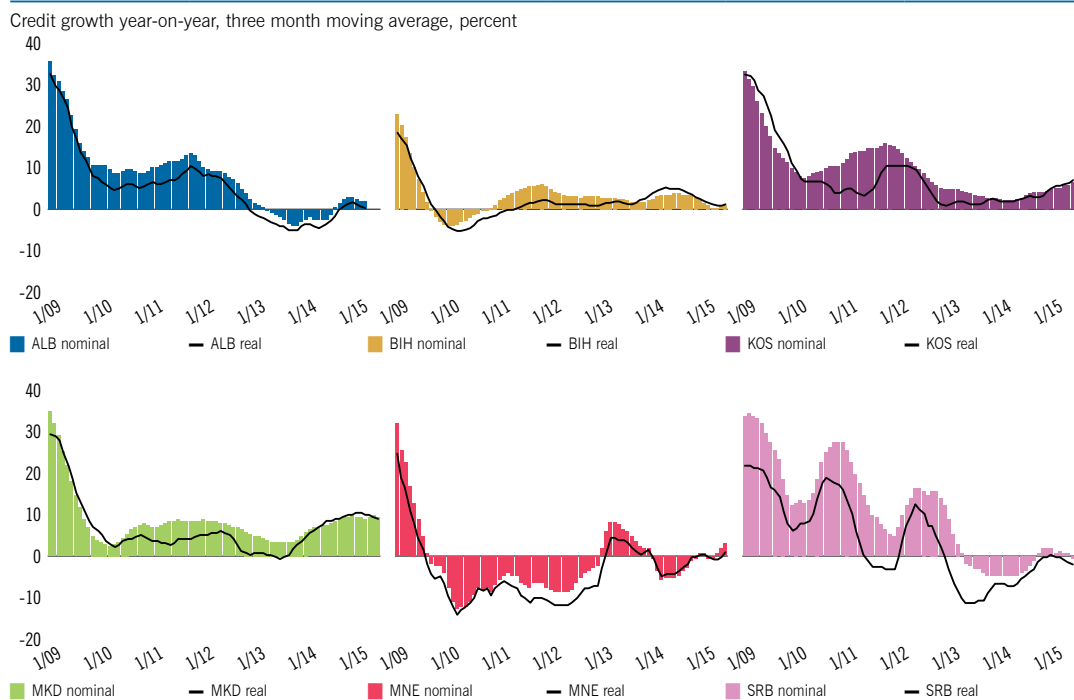 Credit growth year-on-year, three month moving average, percent
40
30
20
10
0
-10
-20
1/09 1/10 1/11 1/12 1/13 1/14 1/15 1/09 1/10 1/11 1/12 1/13 1/14 1/15 1/09 1/10 1/11 1/12 1/13 1/14 1/15
ALB nominal ALB real BIH nominal BIH real KOS nominal KOS real
40
30
20
10
0
-10
-20
1/09 1/10 1/11 1/12 1/13 1/14 1/15 1/09 1/10 1/11 1/12 1/13 1/14 1/15 1/09 1/10 1/11 1/12 1/13 1/14 1/15
MKD nominal MKD real MNE nominal MNE real SRB nominal SRB real